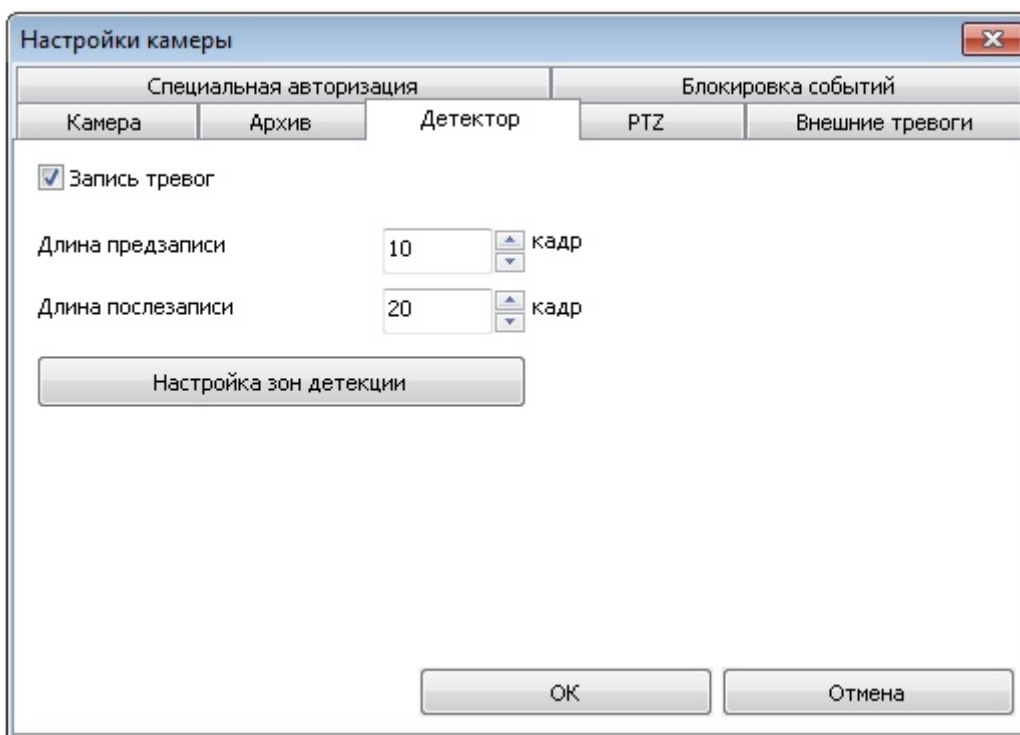 Настройки камеры
Специальная авторизация Блокировка событий
Камера Архив Детектор PTZ Внешние тревоги
Запись тревог
Длина предзаписи 10 кадр
Длина послезаписи 20 кадр
Настройка зон детекции
OK Отмена